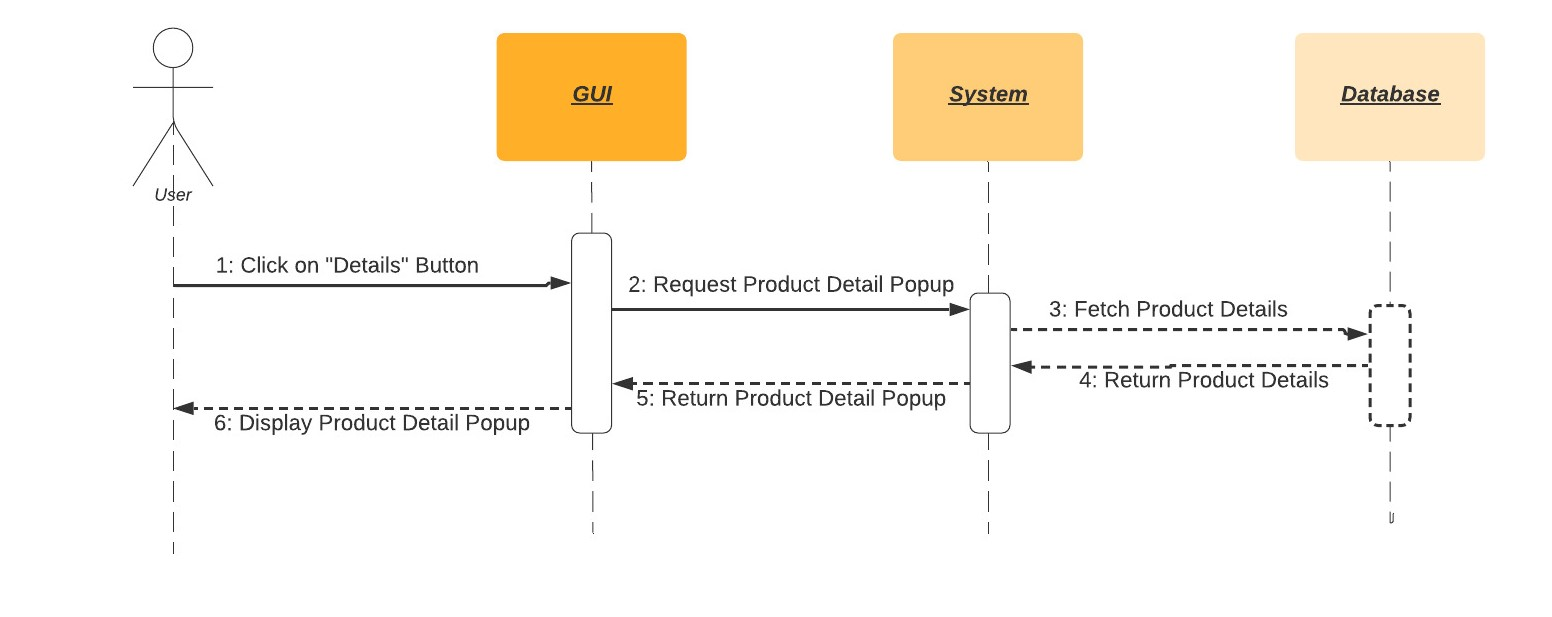 GUI
System
Database
User
1: Click on "Details" Button
2: Request Product Detail Popup
3: Fetch Product Details
4: Return Product Details
5: Return Product Detail Popup
6: Display Product Detail Popup